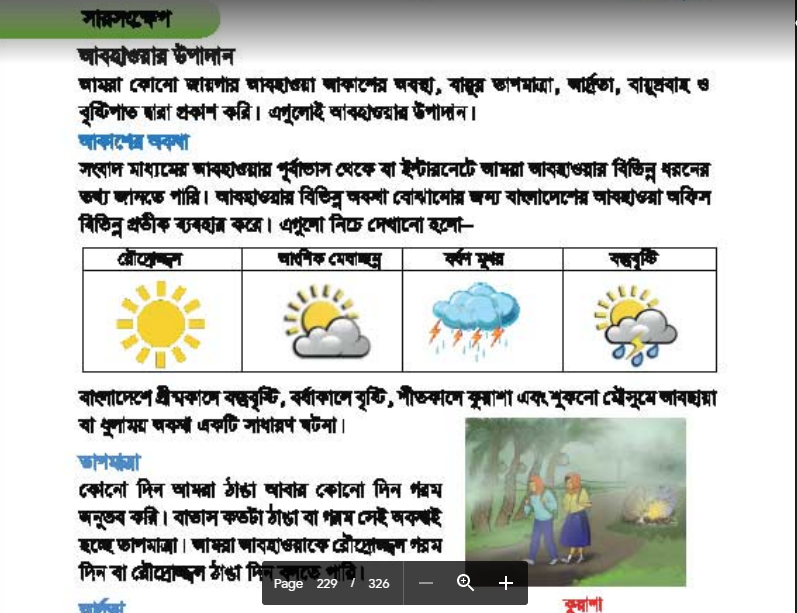 সারসংক্ষেপ
আবহাওয়ার উপাদান
আমরা কোনো জায়গার আবহাওয়া আকাশের অবস্থা, বায়ুর তাপমাত্রা, আর্দ্রতা, বায়ুপ্রবাহ ও
বৃষ্টিপাত দ্বারা প্রকাশ করি। এগুলোই আবহাওয়ার উপাদান।
আকাশের অবস্থা
সংবাদ মাধ্যমের আবহাওয়ার পূর্বাভাস থেকে বা ইন্টারনেটে আমরা আবহাওয়ার বিভিন্ন ধরনের
তথ্য জানতে পারি। আবহাওয়ার বিভিন্ন অবস্থা বোঝানোর জন্য বাংলাদেশের আবহাওয়া অফিস
বিভিন্ন প্রতীক ব্যবহার করে। এগুলো নিচে দেখানো হলো–
রৌদ্রোজ্জ্বল আংশিক মেঘাচ্ছন্ন বর্ষণ মুখর বজ্রবৃষ্টি
বাংলাদেশে গ্রীষ্মকালে বজ্রবৃষ্টি, বর্ষাকালে বৃষ্টি, শীতকালে কুয়াশা এবং শুকনো মৌসুমে আবছায়া
বা ধুলাময় অবস্থা একটি সাধারণ ঘটনা।
তাপমাত্রা
কোনো দিন আমরা ঠাণ্ডা আবার কোনো দিন গরম
অনুভব করি। বাতাস কতটা ঠাণ্ডা বা গরম সেই অবস্থাই
হচ্ছে তাপমাত্রা। আমরা আবহাওয়াকে রৌদ্রোজ্জ্বল গরম
দিন বা রৌদ্রোজ্জ্বল ঠাণ্ডা দিন বলতে পারি।
কুয়াশা
আর্দ্রতা
Page 229 / 326